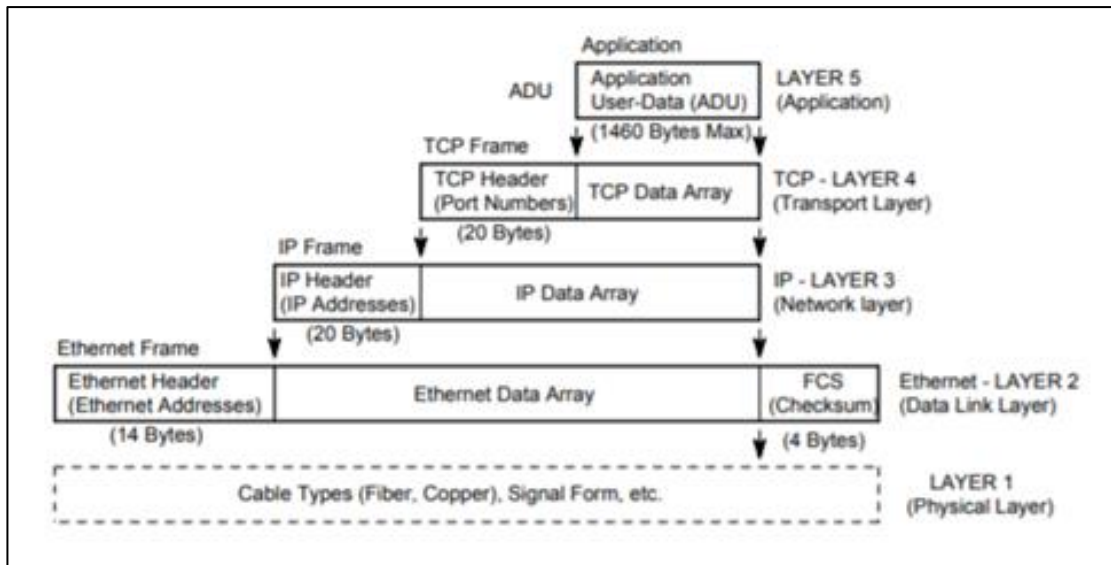 Application
ADU
Application
User-Data (ADU)
LAYER 5
(Application)
(1460 Bytes Max)
TCP Frame
TCP Header
(Port Numbers)
TCP Data Array
TCP - LAYER 4
(Transport Layer)
(20 Bytes)
IP Frame
IP Header
(IP Addresses)
IP Data Array
IP - LAYER 3
(Network layer)
(20 Bytes)
Ethernet Frame
Ethernet Header
(Ethernet Addresses)
Ethernet Data Array
FCS
(Checksum)
Ethernet - LAYER 2
(Data Link Layer)
(14 Bytes)
(4 Bytes)
Cable Types (Fiber, Copper), Signal Form, etc.
LAYER 1
(Physical Layer)